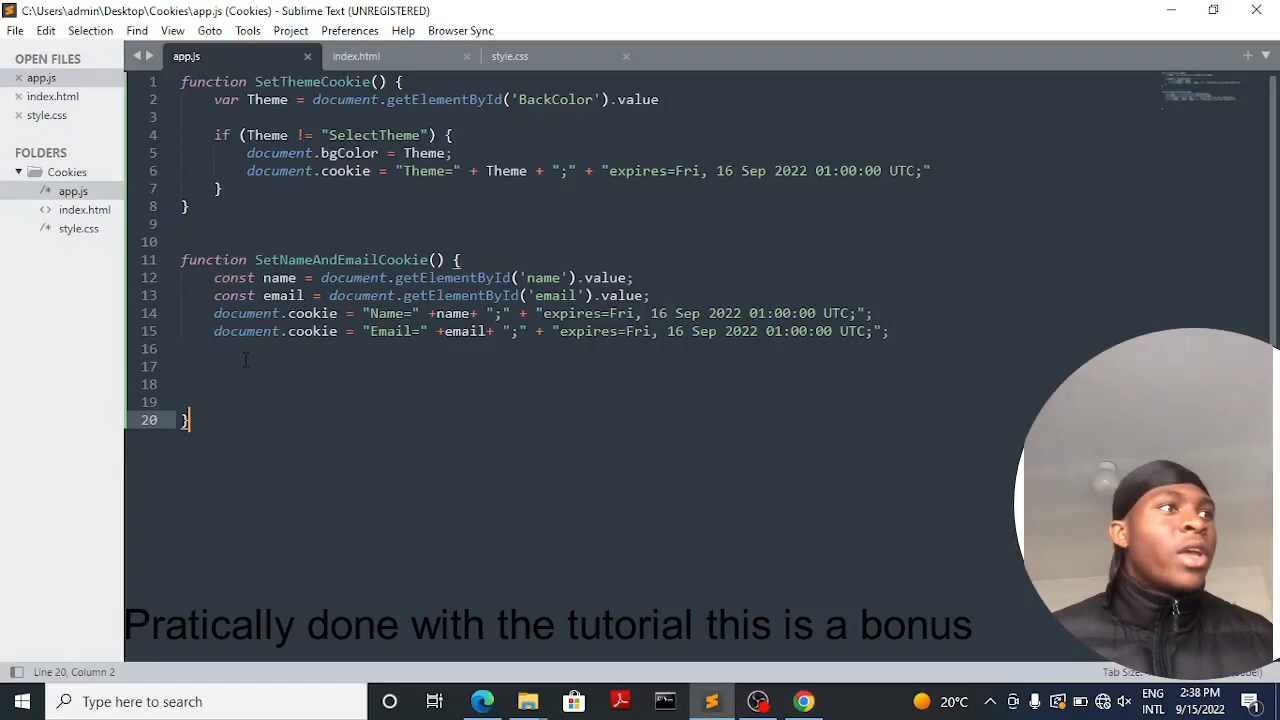 C:\Users\admin\Desktop\Cookies\app.js (Cookies) - Sublime Text (UNREGISTERED)
File Edit Selection Find View Goto Tools Project Preferences Help Browser Sync
OPEN FILES
app.js
index.html
style.css
FOLDERS
Cookies
app.js
index.html
style.css
app.js index.html style.css
1 function SetThemeCookie() {
2 var Theme = document.getElementById('BackColor').value
3
4 if (Theme != "SelectTheme") {
5 document.bgColor = Theme;
6 document.cookie = "Theme=" + Theme + ";" + "expires=Fri, 16 Sep 2022 01:00:00 UTC;"
7 }
8 }
9
10
11 function SetNameAndEmailCookie() {
12 const name = document.getElementById('name').value;
13 const email = document.getElementById('email').value;
14 document.cookie = "Name=" +name+ ";" + "expires=Fri, 16 Sep 2022 01:00:00 UTC;";
15 document.cookie = "Email=" +email+ ";" + "expires=Fri, 16 Sep 2022 01:00:00 UTC;";
16
17
18
19
20 }
Pratically done with the tutorial this is a bonus
Line 20, Column 2
Type here to search
20°C
ENG
INTL
2:38 PM
9/15/2022